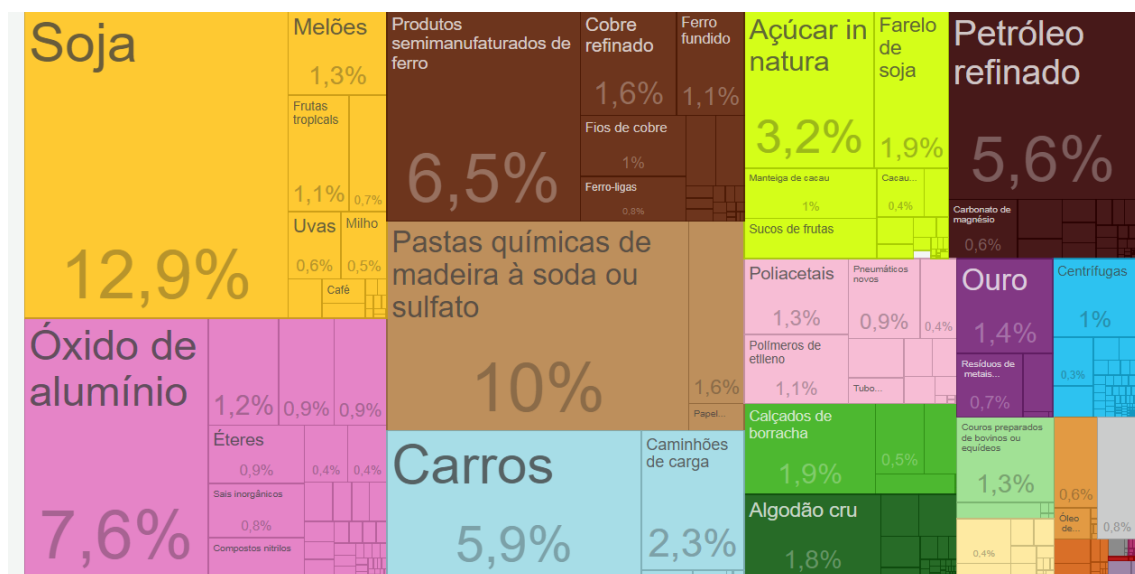 Soja
12,9%
Melões
1,3%
Frutas
tropicais
1,1%
0,7%
Uvas
0,6%
Milho
0,5%
Café
Óxido de
alumínio
7,6%
1,2%
0,9%
0,9%
Éteres
0,9%
0,4%
0,4%
Sais inorgânicos
0,8%
Compostos nitrilos
Produtos
semimanufaturados de
ferro
6,5%
Cobre
refinado
1,6%
Ferro
fundido
1,1%
Fios de cobre
1%
Ferro-ligas
0,8%
Pastas químicas de
madeira à soda ou
sulfato
10%
1,6%
Papel...
Carros
5,9%
Caminhões
de carga
2,3%
Açúcar in
natura
3,2%
Farelo
de
soja
1,9%
Manteiga de cacau
1%
Cacau...
0,4%
Sucos de frutas
Petróleo
refinado
5,6%
Carbonato de
magnésio
0,6%
Poliacetais
1,3%
Pneumáticos
novos
0,9%
0,4%
Polímeros de
etileno
1,1%
Tubo...
Ouro
1,4%
Resíduos de
metais...
0,7%
Centrífugas
1%
0,3%
Calçados de
borracha
1,9%
0,5%
Algodão cru
1,8%
Couros preparados
de bovinos ou
equídeos
1,3%
0,4%
0,6%
Óleo
de...
0,8%